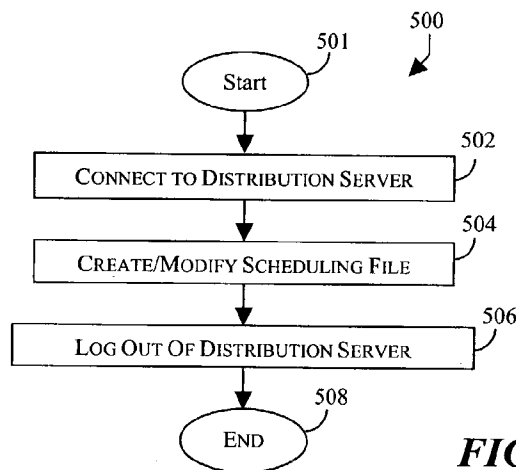 500
501
Start
502
CONNECT TO DISTRIBUTION SERVER
504
CREATE/MODIFY SCHEDULING FILE
506
LOG OUT OF DISTRIBUTION SERVER
508
END
FIG